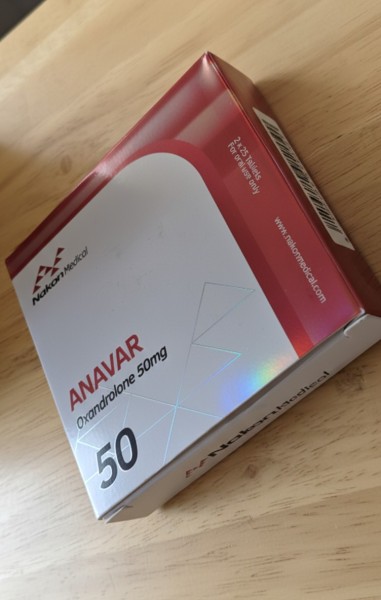 2 x 25 Tablets
For oral use only
www.nakonmedical.com
Nakon Medical
ANAVAR
Oxandrolone 50mg
50
Nakon Medical